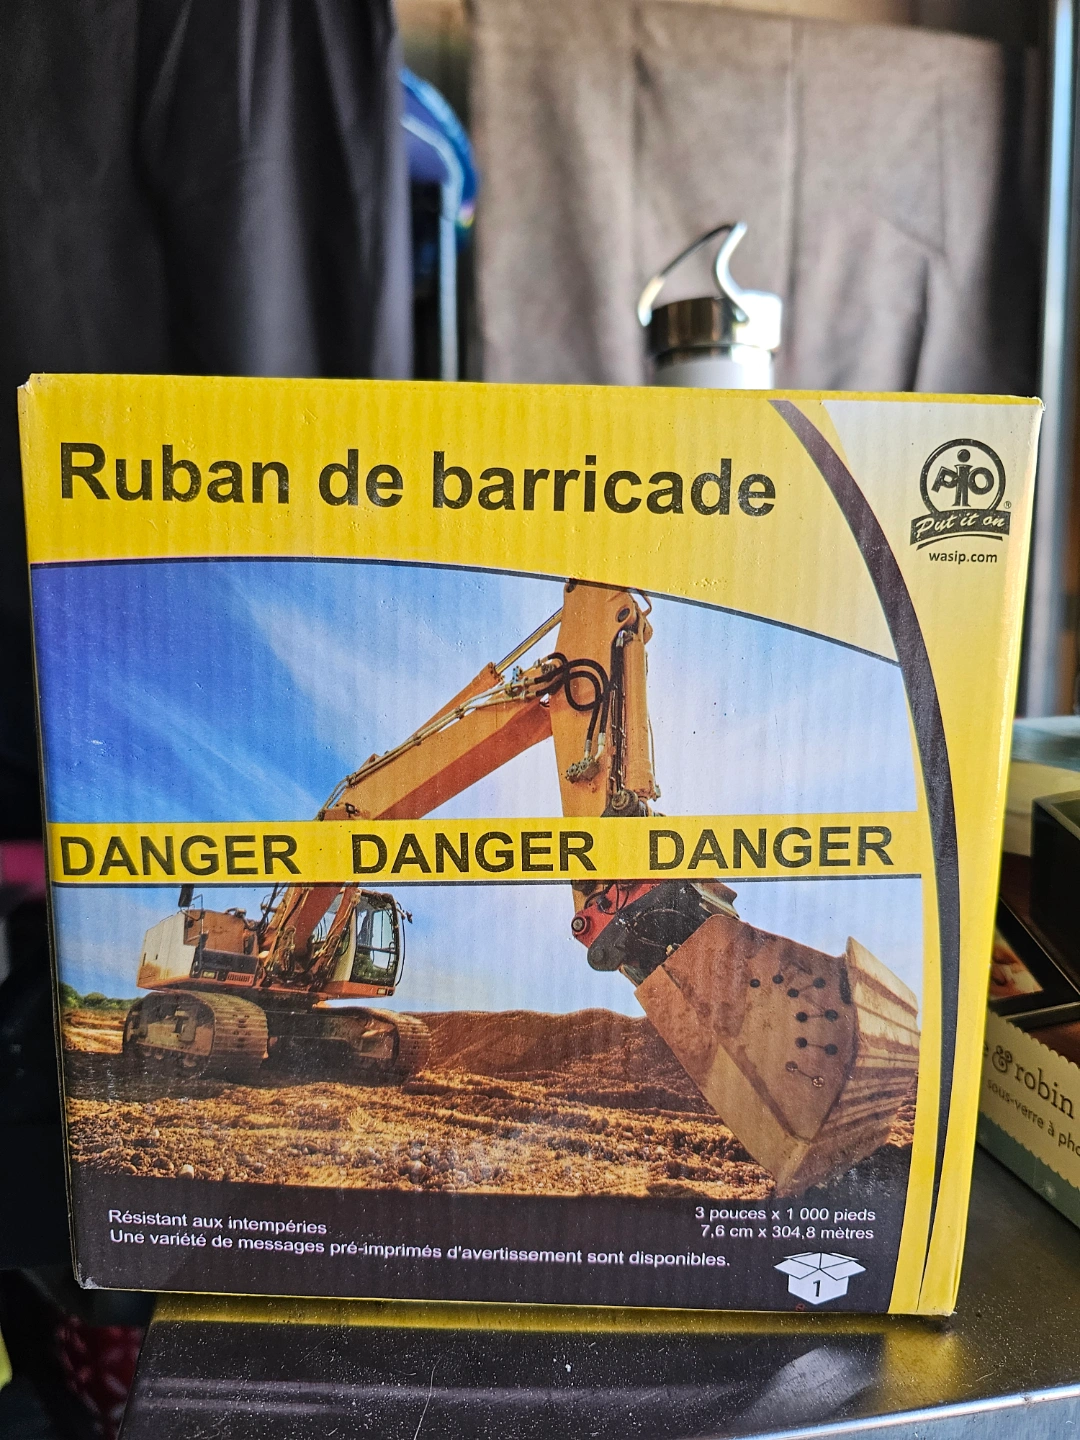 Ruban de barricade
PIO
®
Put it on
wasip.com
DANGER DANGER DANGER
Résistant aux intempéries
Une variété de messages pré-imprimés d'avertissement sont disponibles.
3 pouces x 1 000 pieds
7,6 cm x 304,8 mètres
1
& robin
sous-verre à